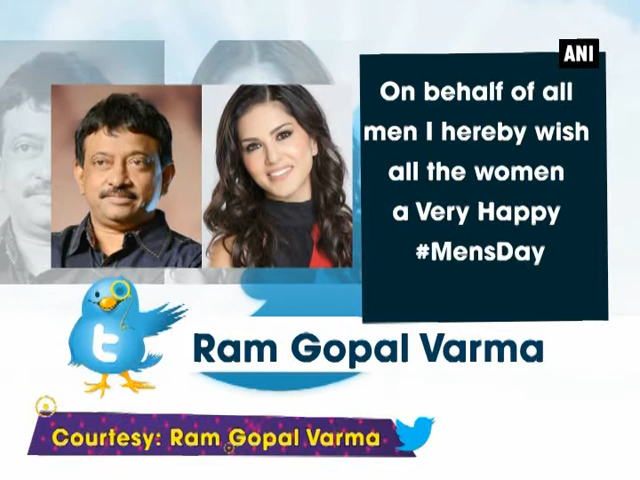 ANI
On behalf of all
men I hereby wish
all the women
a Very Happy
#MensDay
t
Ram Gopal Varma
Courtesy: Ram Gopal Varma